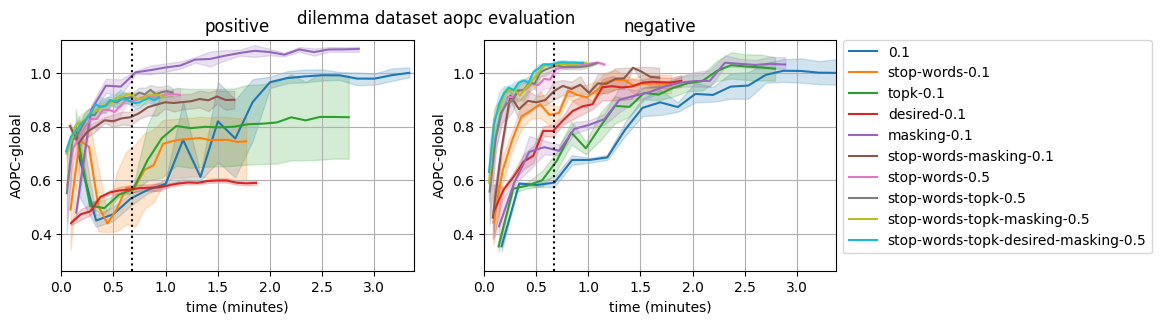 dilemma dataset aopc evaluation
positive
negative
AOPC-global
1.0
0.8
0.6
0.4
0.0 0.5 1.0 1.5 2.0 2.5 3.0
time (minutes)
AOPC-global
1.0
0.8
0.6
0.4
0.0 0.5 1.0 1.5 2.0 2.5 3.0
time (minutes)
0.1
stop-words-0.1
topk-0.1
desired-0.1
masking-0.1
stop-words-masking-0.1
stop-words-0.5
stop-words-topk-0.5
stop-words-topk-masking-0.5
stop-words-topk-desired-masking-0.5